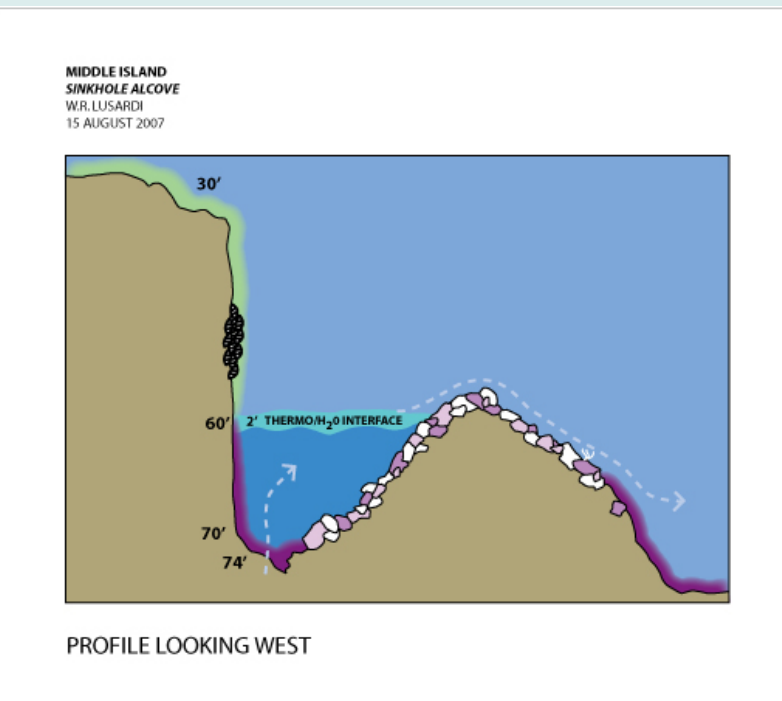 MIDDLE ISLAND
SINKHOLE ALCOVE
W.R. LUSARDI
15 AUGUST 2007
30'
60'
2' THERMO/H₂0 INTERFACE
70'
74'
PROFILE LOOKING WEST